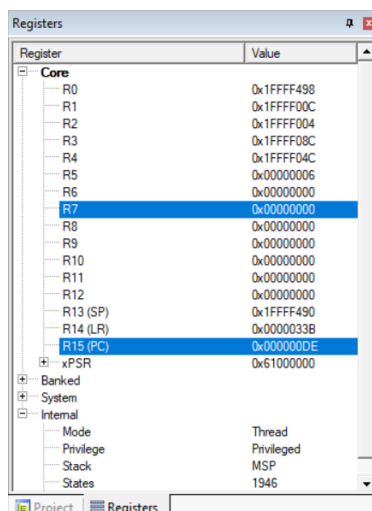 Registers
Register Value
Core
R0 0x1FFFF498
R1 0x1FFFF00C
R2 0x1FFFF004
R3 0x1FFFF08C
R4 0x1FFFF04C
R5 0x00000006
R6 0x00000000
R7 0x00000000
R8 0x00000000
R9 0x00000000
R10 0x00000000
R11 0x00000000
R12 0x00000000
R13 (SP) 0x1FFFF490
R14 (LR) 0x0000033B
R15 (PC) 0x000000DE
xPSR 0x61000000
Banked
System
Internal
Mode Thread
Privilege Privileged
Stack MSP
States 1946
Project Registers